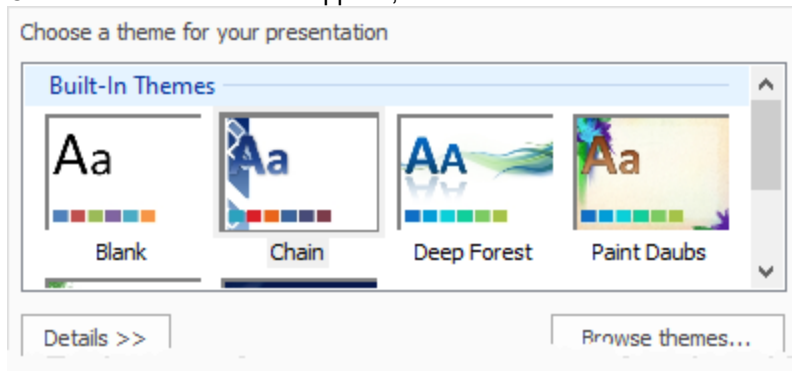 Choose a theme for your presentation
Built-In Themes
Aa Aa AA Aa
Blank Chain Deep Forest Paint Daubs
Details >> Browse themes...